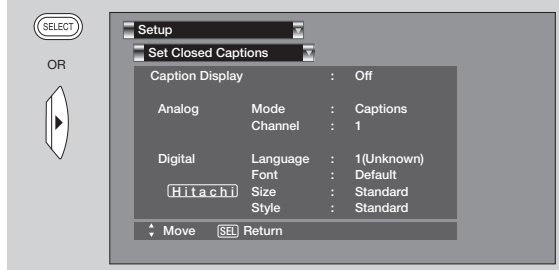 SELECT
OR
Setup
Set Closed Captions
Caption Display : Off
Analog Mode : Captions
Channel : 1
Digital Language : 1(Unknown)
Font : Default
Hitachi Size : Standard
Style : Standard
Move SEL Return